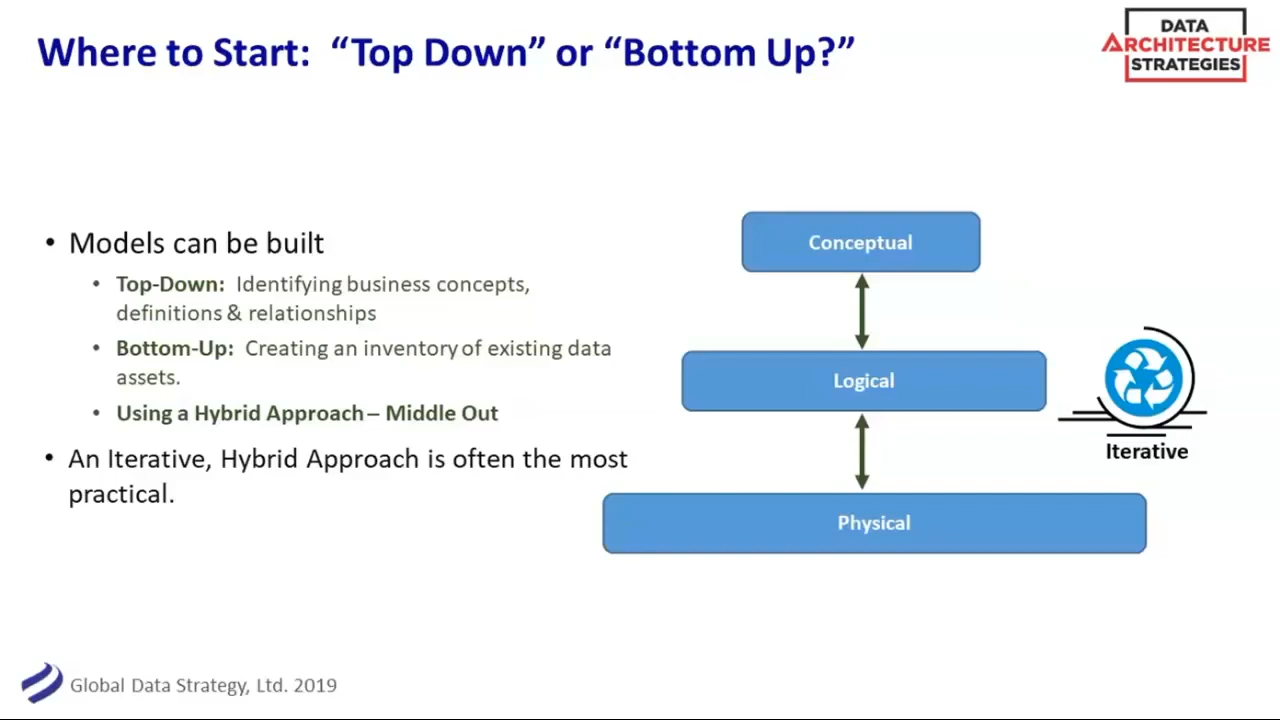 Where to Start: “Top Down” or “Bottom Up?”
DATA
ARCHITECTURE
STRATEGIES
• Models can be built
• Top-Down: Identifying business concepts,
definitions & relationships
• Bottom-Up: Creating an inventory of existing data
assets.
• Using a Hybrid Approach – Middle Out
• An Iterative, Hybrid Approach is often the most
practical.
Conceptual
Logical
Physical
Iterative
Global Data Strategy, Ltd. 2019